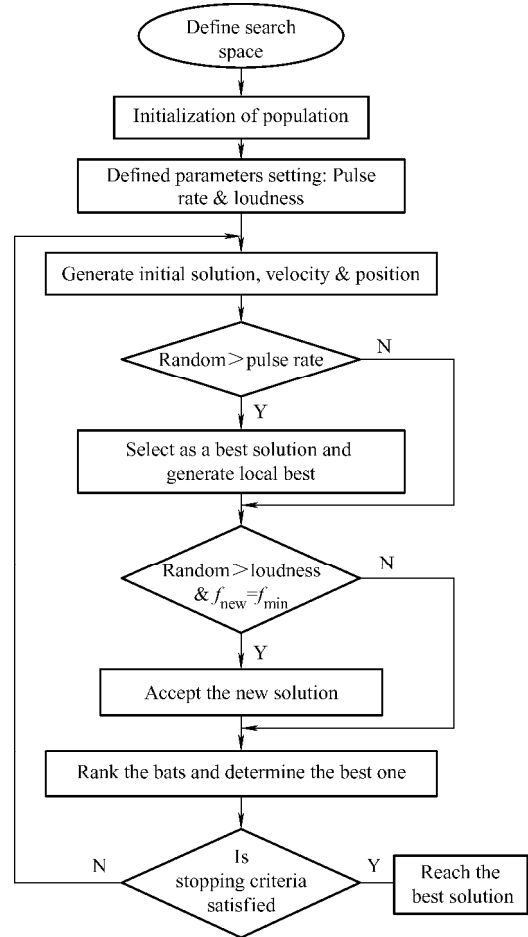 Define search
space
Initialization of population
Defined parameters setting: Pulse
rate & loudness
Generate initial solution, velocity & position
Random＞pulse rate
N
Y
Select as a best solution and
generate local best
Random＞loudness
& fnew=fmin
N
Y
Accept the new solution
Rank the bats and determine the best one
Is
stopping criteria
satisfied
N
Y
Reach the
best solution